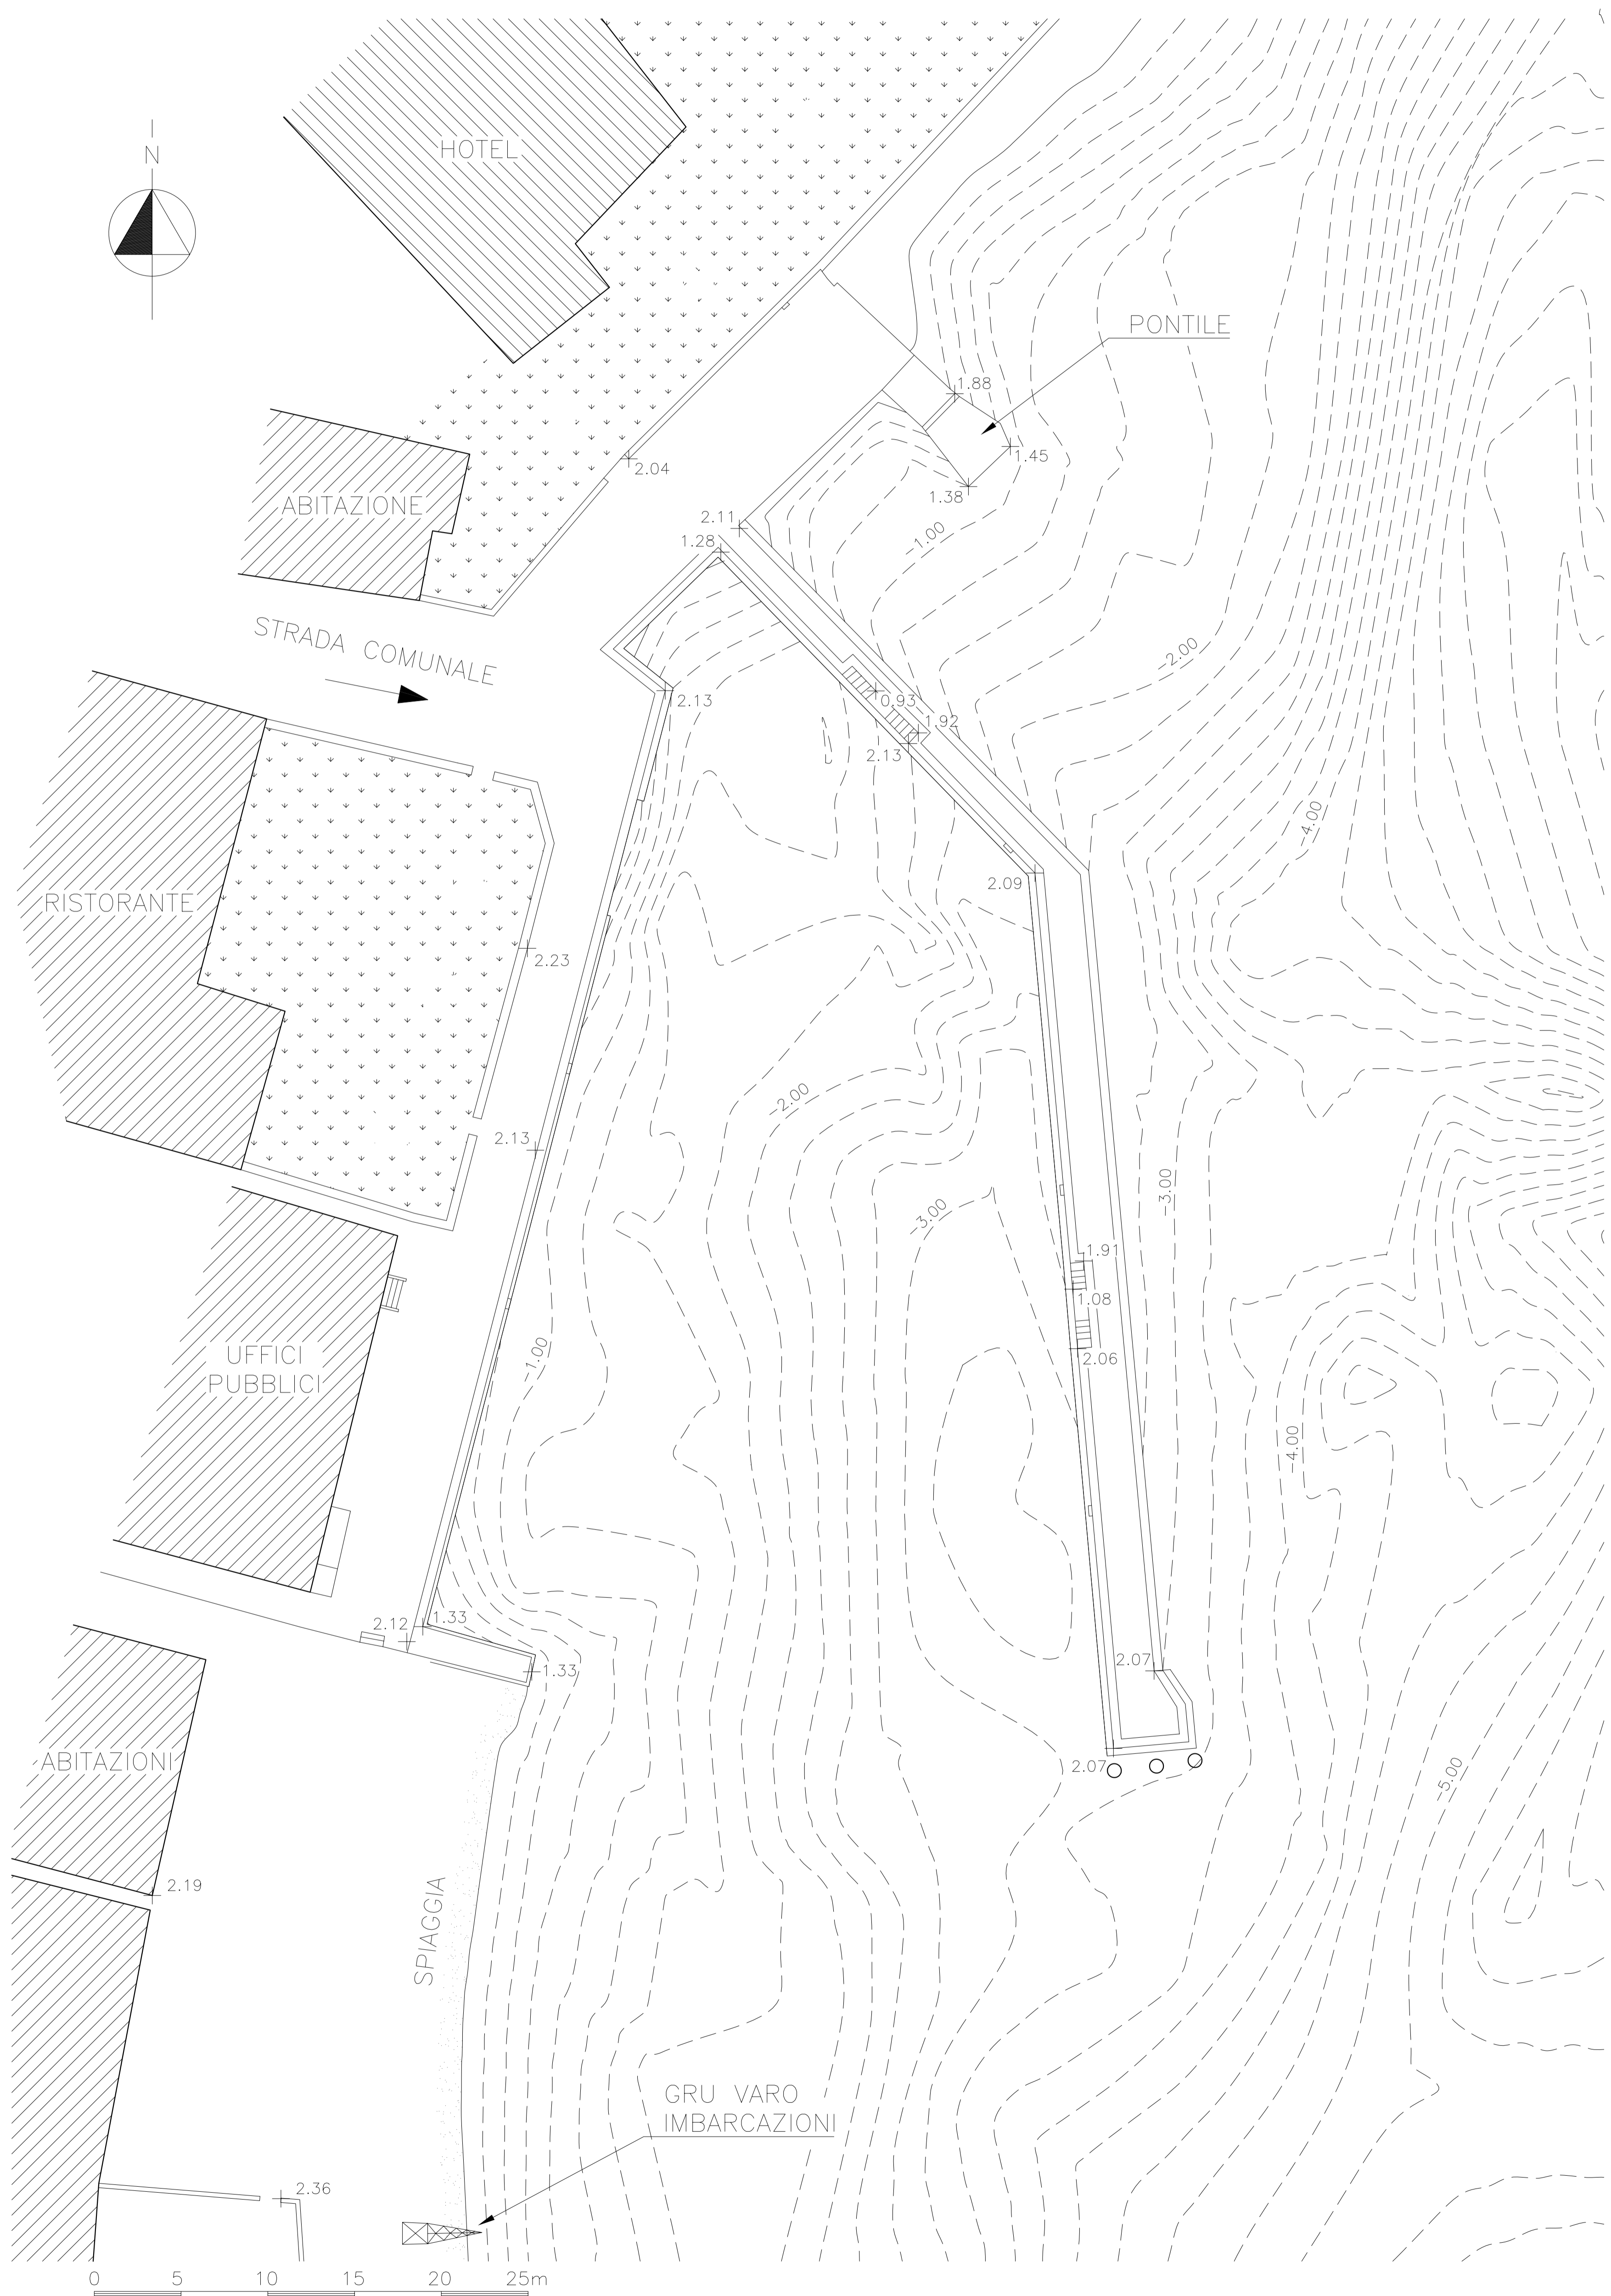 N
HOTEL
PONTILE
1.88
1.45
1.38
2.04
ABITAZIONE
2.11
1.28
-1.00
STRADA COMUNALE
-2.00
2.13
0.93
1.92
2.13
-4.00
2.09
RISTORANTE
2.23
-2.00
2.13
-3.00
-3.00
1.91
1.08
2.06
-1.00
UFFICI
PUBBLICI
-4.00
2.12
1.33
1.33
2.07
ABITAZIONI
2.07
-5.00
2.19
SPIAGGIA
GRU VARO
IMBARCAZIONI
2.36
0 5 10 15 20 25m